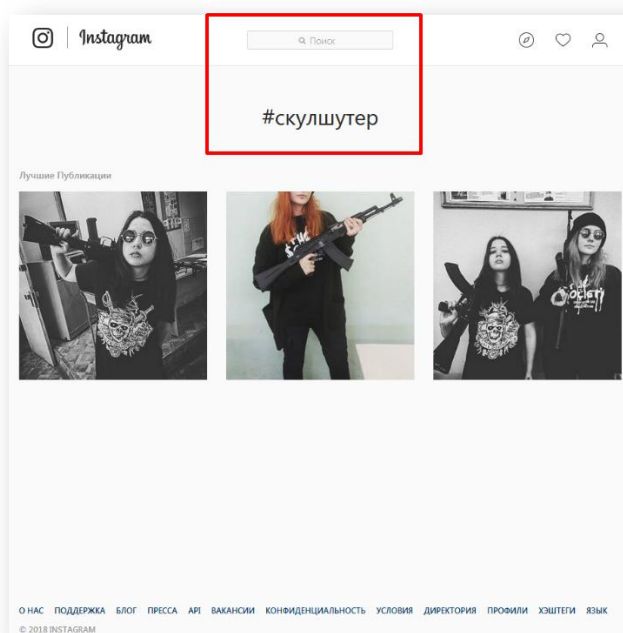 Instagram
Поиск
#скулшутер
Лучшие Публикации
О НАС ПОДДЕРЖКА БЛОГ ПРЕССА API ВАКАНСИИ КОНФИДЕНЦИАЛЬНОСТЬ УСЛОВИЯ ДИРЕКТОРИЯ ПРОФИЛИ ХЭШТЕГИ ЯЗЫК
© 2018 INSTAGRAM